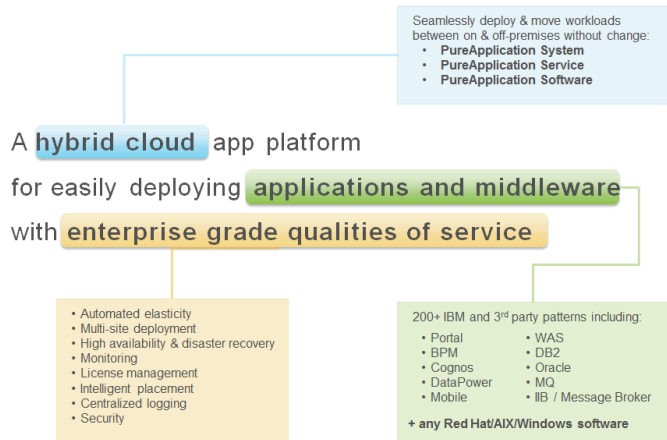 Seamlessly deploy & move workloads
between on & off-premises without change:
• PureApplication System
• PureApplication Service
• PureApplication Software
A hybrid cloud app platform
for easily deploying applications and middleware
with enterprise grade qualities of service
• Automated elasticity
• Multi-site deployment
• High availability & disaster recovery
• Monitoring
• License management
• Intelligent placement
• Centralized logging
• Security
200+ IBM and 3rd party patterns including:
• Portal
• BPM
• Cognos
• DataPower
• Mobile
• WAS
• DB2
• Oracle
• MQ
• IIB / Message Broker
+ any Red Hat/AIX/Windows software